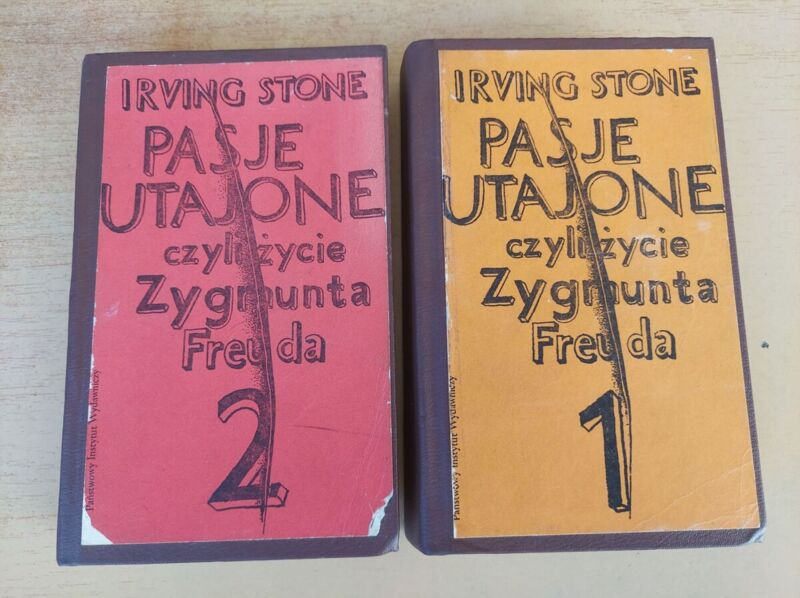 IRVING STONE
PASJE
UTAJONE
czyli życie
Zygmunta
Freuda
2
Państwowy Instytut Wydawniczy
IRVING STONE
PASJE
UTAJONE
czyli życie
Zygmunta
Freuda
1
Państwowy Instytut Wydawniczy